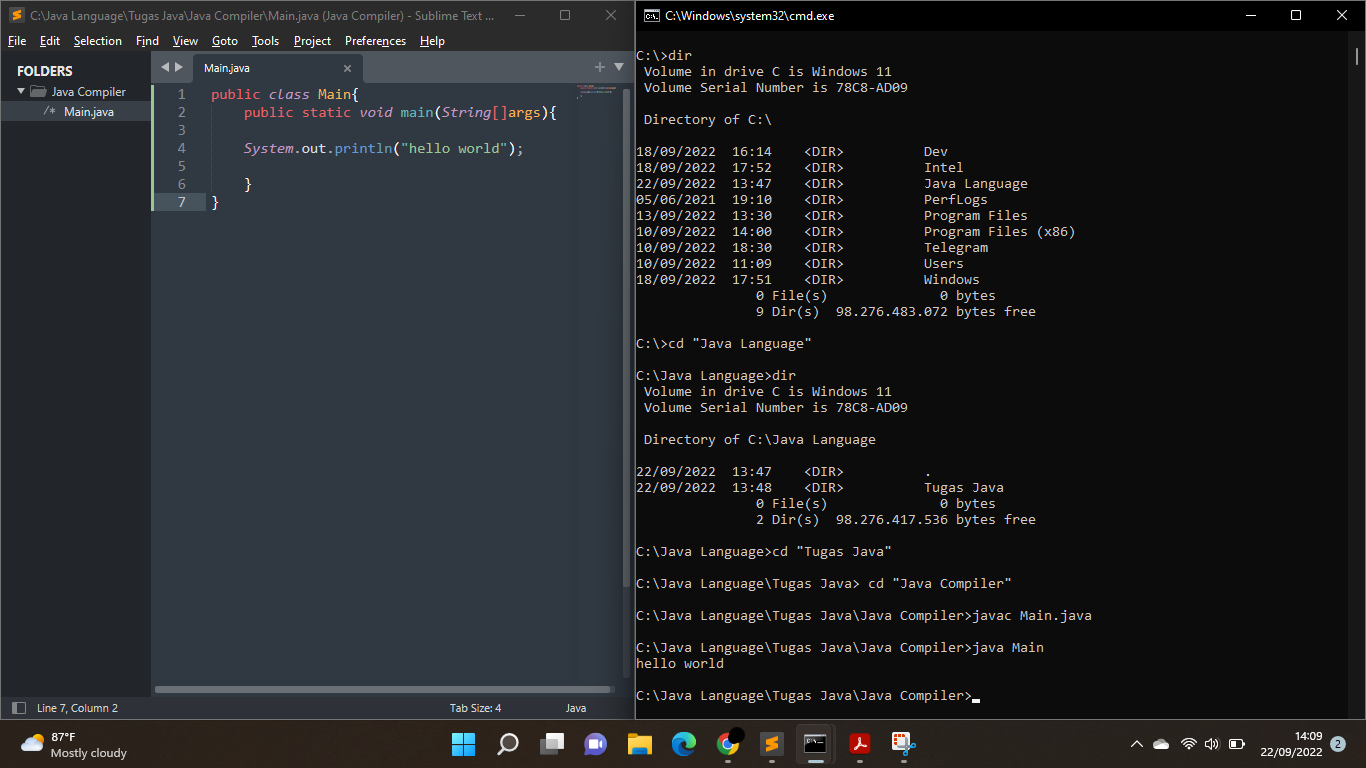 C:\Java Language\Tugas Java\Java Compiler\Main.java (Java Compiler) - Sublime Text ...
File Edit Selection Find View Goto Tools Project Preferences Help
FOLDERS
Java Compiler
/* Main.java
Main.java
1 public class Main{
2 public static void main(String[]args){
3
4 System.out.println("hello world");
5
6 }
7 }
Line 7, Column 2
Tab Size: 4
Java
C:\Windows\system32\cmd.exe
C:\>dir
Volume in drive C is Windows 11
Volume Serial Number is 78C8-AD09
Directory of C:\
18/09/2022 16:14 <DIR> Dev
18/09/2022 17:52 <DIR> Intel
22/09/2022 13:47 <DIR> Java Language
05/06/2021 19:10 <DIR> PerfLogs
13/09/2022 13:30 <DIR> Program Files
10/09/2022 14:00 <DIR> Program Files (x86)
10/09/2022 18:30 <DIR> Telegram
10/09/2022 11:09 <DIR> Users
18/09/2022 17:51 <DIR> Windows
0 File(s) 0 bytes
9 Dir(s) 98.276.483.072 bytes free
C:\>cd "Java Language"
C:\Java Language>dir
Volume in drive C is Windows 11
Volume Serial Number is 78C8-AD09
Directory of C:\Java Language
22/09/2022 13:47 <DIR> .
22/09/2022 13:48 <DIR> Tugas Java
0 File(s) 0 bytes
2 Dir(s) 98.276.417.536 bytes free
C:\Java Language>cd "Tugas Java"
C:\Java Language\Tugas Java> cd "Java Compiler"
C:\Java Language\Tugas Java\Java Compiler>javac Main.java
C:\Java Language\Tugas Java\Java Compiler>java Main
hello world
C:\Java Language\Tugas Java\Java Compiler>
87°F
Mostly cloudy
14:09
22/09/2022
2